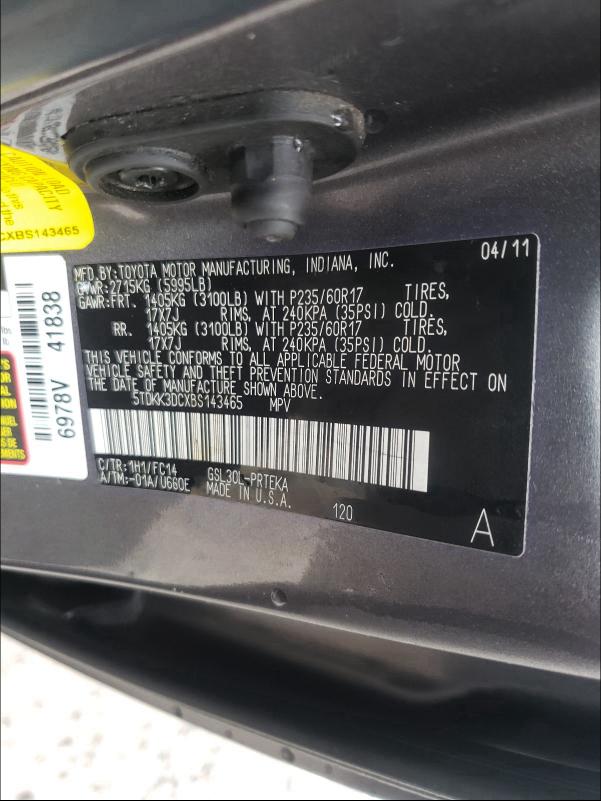 CAUTION: LOAD
CAPACITY
CXBS143465
6978V 41838
MFD.BY:TOYOTA MOTOR MANUFACTURING, INDIANA, INC. 04/11
GVWR:2715KG (5995LB)
GAWR:FRT. 1405KG (3100LB) WITH P235/60R17 TIRES,
17X7J RIMS, AT 240KPA (35PSI) COLD.
RR. 1405KG (3100LB) WITH P235/60R17 TIRES,
17X7J RIMS, AT 240KPA (35PSI) COLD.
THIS VEHICLE CONFORMS TO ALL APPLICABLE FEDERAL MOTOR
VEHICLE SAFETY AND THEFT PREVENTION STANDARDS IN EFFECT ON
THE DATE OF MANUFACTURE SHOWN ABOVE.
5TDKK3DCXBS143465 MPV
C/TR:1H1/FC14 GSL30L-PRTEKA
A/TM:-01A/U660E MADE IN U.S.A.
120
A